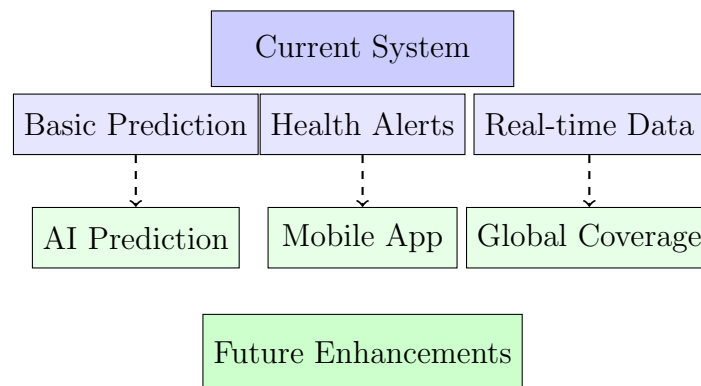 Current System
Basic Prediction
Health Alerts
Real-time Data
AI Prediction
Mobile App
Global Coverage
Future Enhancements